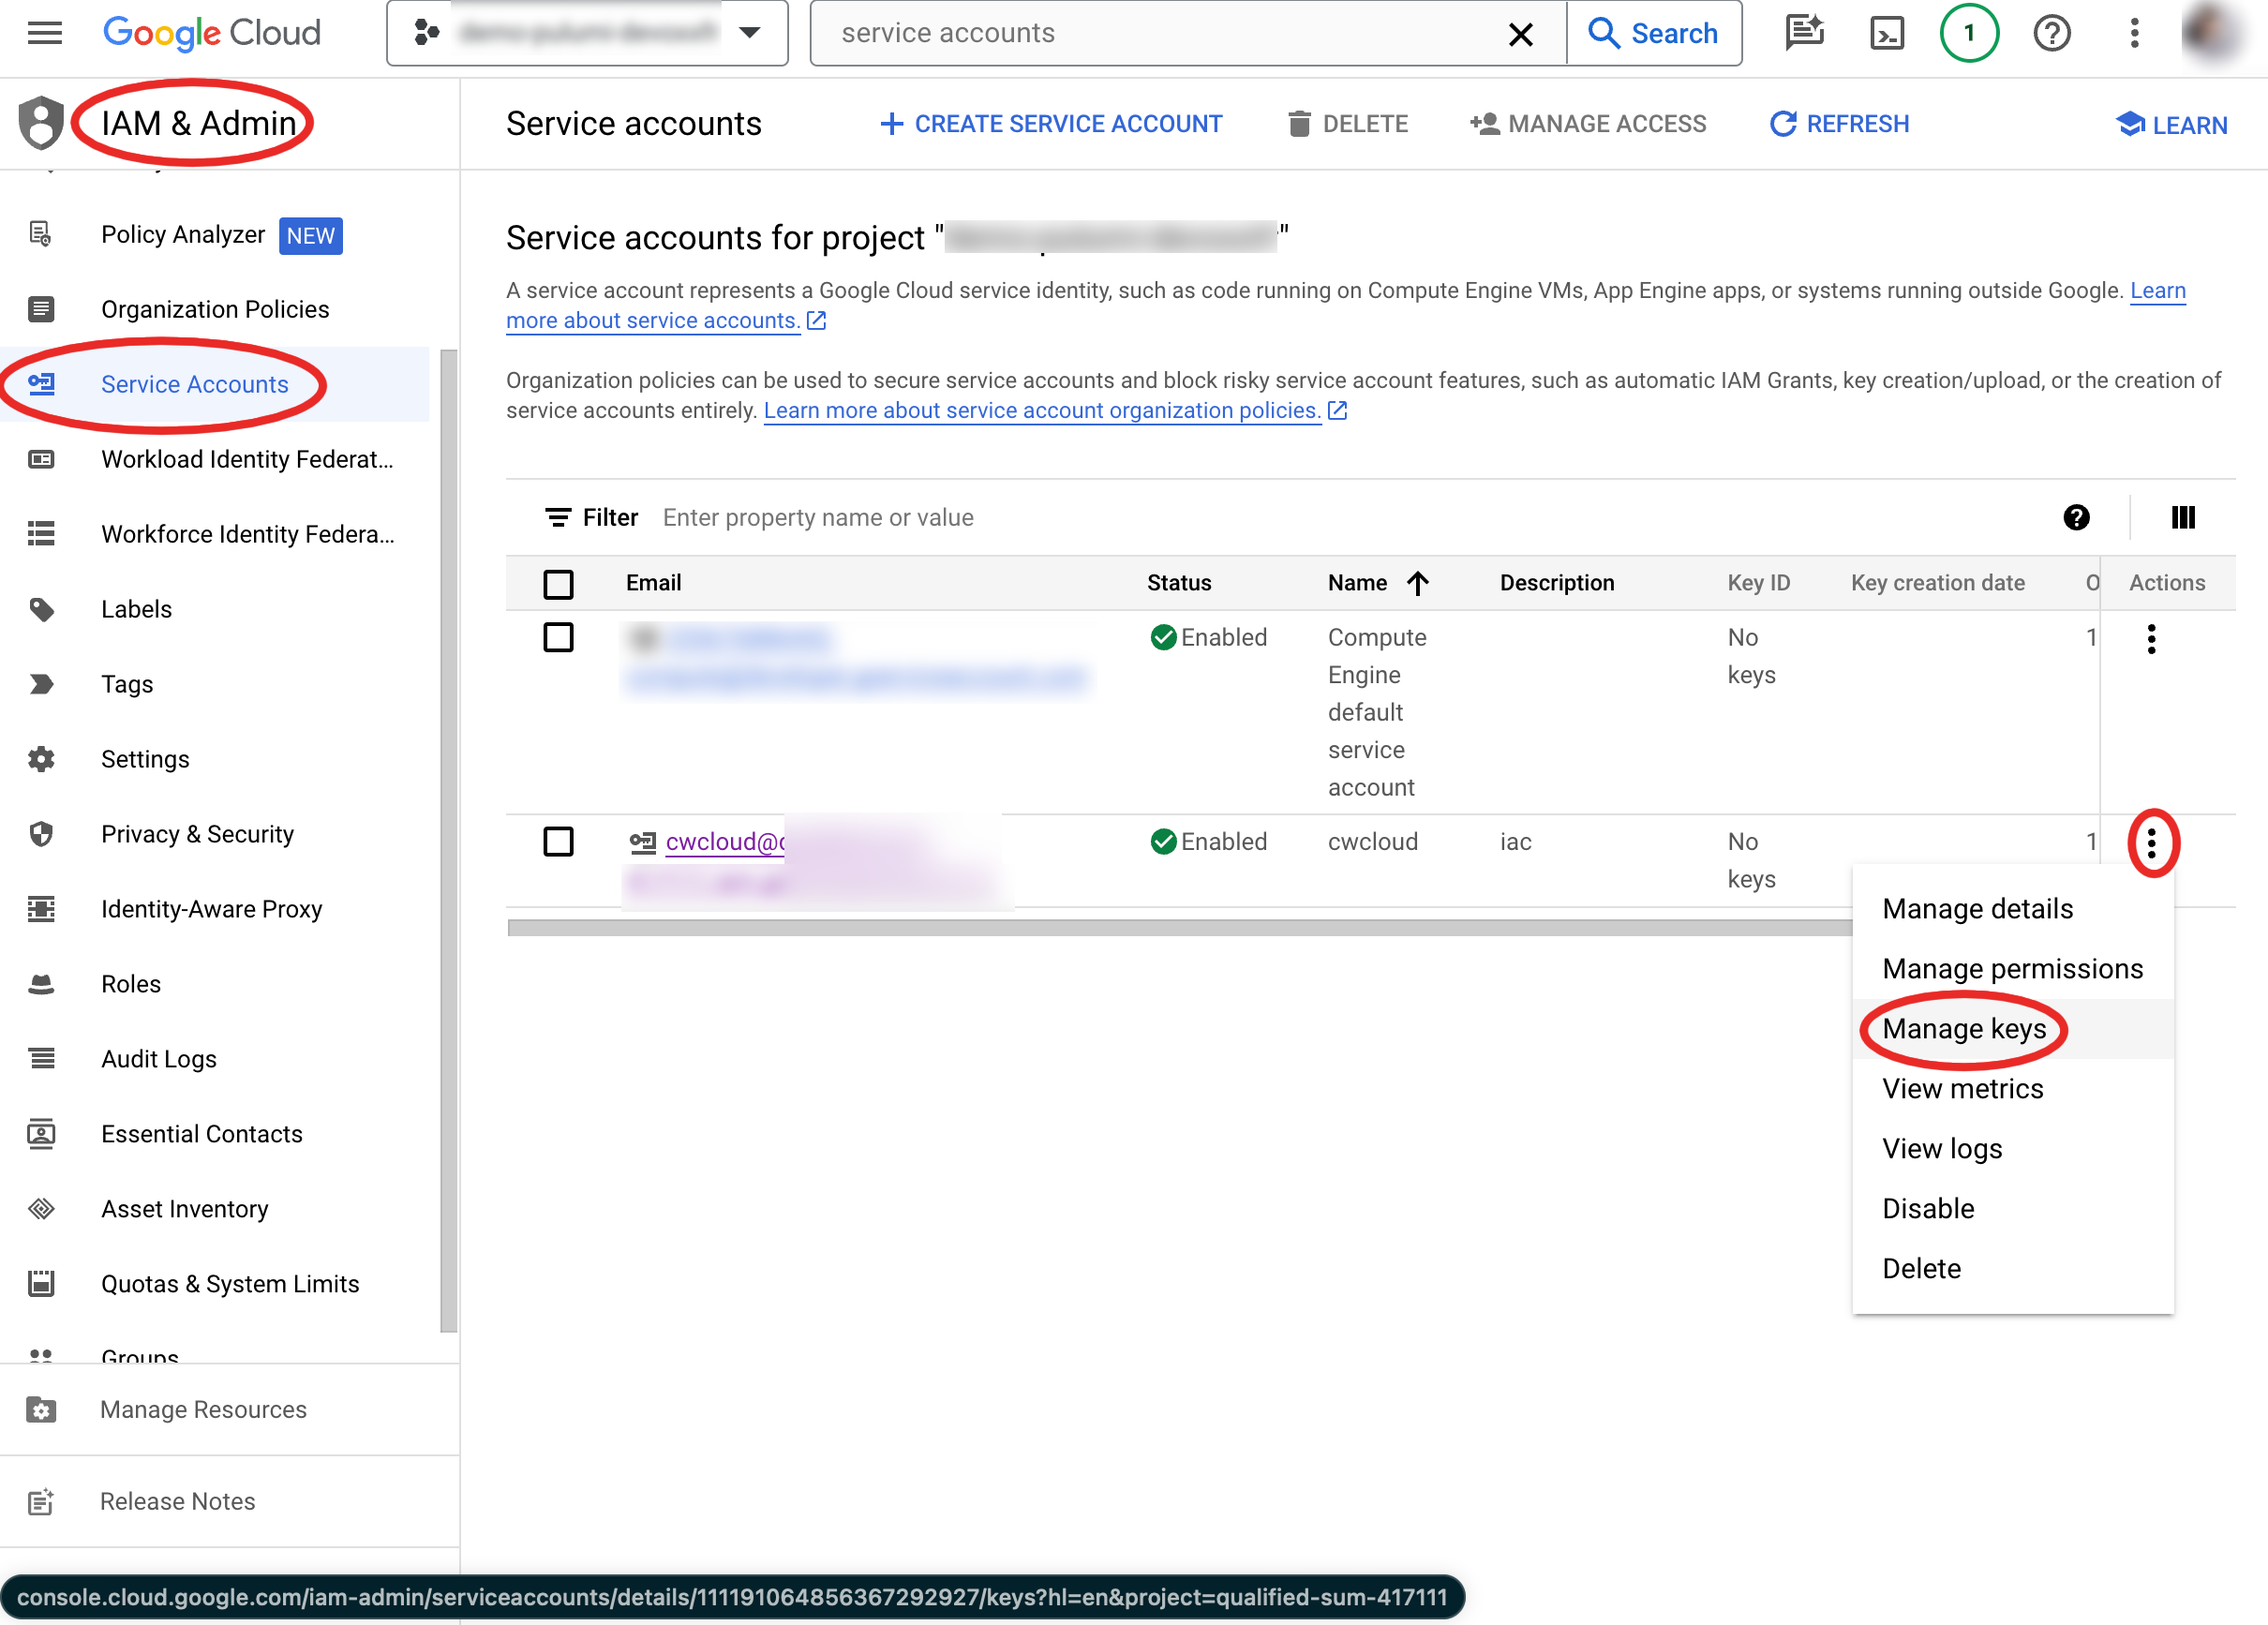 Google Cloud
service accounts
Search
1
IAM & Admin
Service accounts
CREATE SERVICE ACCOUNT
DELETE
MANAGE ACCESS
REFRESH
LEARN
Policy Analyzer NEW
Organization Policies
Service Accounts
Workload Identity Federat...
Workforce Identity Federa...
Labels
Tags
Settings
Privacy & Security
Identity-Aware Proxy
Roles
Audit Logs
Essential Contacts
Asset Inventory
Quotas & System Limits
Groups
Manage Resources
Release Notes
Service accounts for project " "
A service account represents a Google Cloud service identity, such as code running on Compute Engine VMs, App Engine apps, or systems running outside Google. Learn
more about service accounts.
Organization policies can be used to secure service accounts and block risky service account features, such as automatic IAM Grants, key creation/upload, or the creation of
service accounts entirely. Learn more about service account organization policies.
Filter Enter property name or value
Email Status Name Description Key ID Key creation date O Actions
Enabled Compute No 1
Engine keys
default
service
account
cwcloud@ Enabled cwcloud iac No 1
keys
Manage details
Manage permissions
Manage keys
View metrics
View logs
Disable
Delete
console.cloud.google.com/iam-admin/serviceaccounts/details/111191064856367292927/keys?hl=en&project=qualified-sum-417111